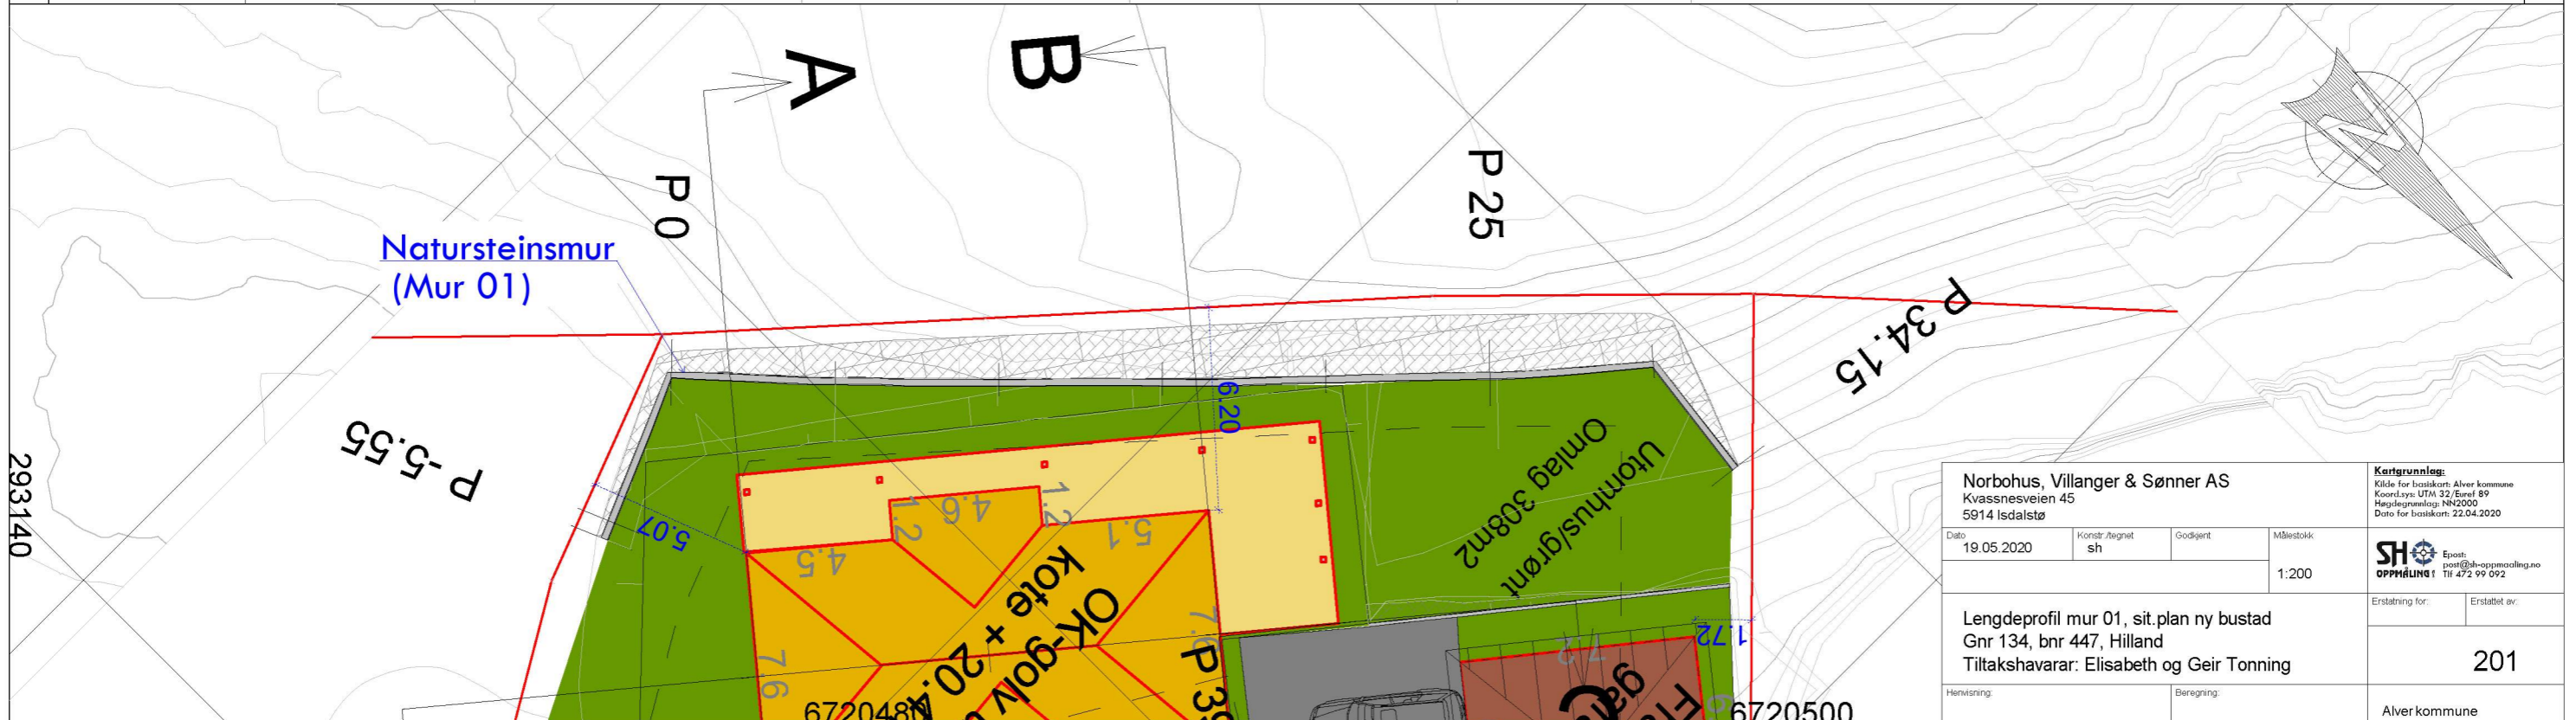 A
B
P 0
P 25
Natursteinsmur
(Mur 01)
P 34.15
P -5.55
293140
6.20
5.07
1.2
4.6
1.2
5.1
4.5
7.6
Utomhus/grønt
Omlag 308m2
OK-golv
kote + 20.4
1.72
7.2
C
6720500
Norbohus, Villanger & Sønner AS
Kvassnesveien 45
5914 Isdalstø
Kartgrunnlag:
Kilde for basiskart: Alver kommune
Koord.sys: UTM 32/Euref 89
Høgdegrunnlag: NN2000
Dato for basiskart: 22.04.2020
Dato
19.05.2020
Konstr./tegnet
sh
Godkjent
Målestokk
1:200
SH
OPPMÅLING
Epost:
post@sh-oppmaaling.no
Tlf 472 99 092
Erstatning for:
Erstattet av:
Lengdeprofil mur 01, sit.plan ny bustad
Gnr 134, bnr 447, Hilland
Tiltakshavarar: Elisabeth og Geir Tonning
201
Henvisning:
Beregning:
Alver kommune